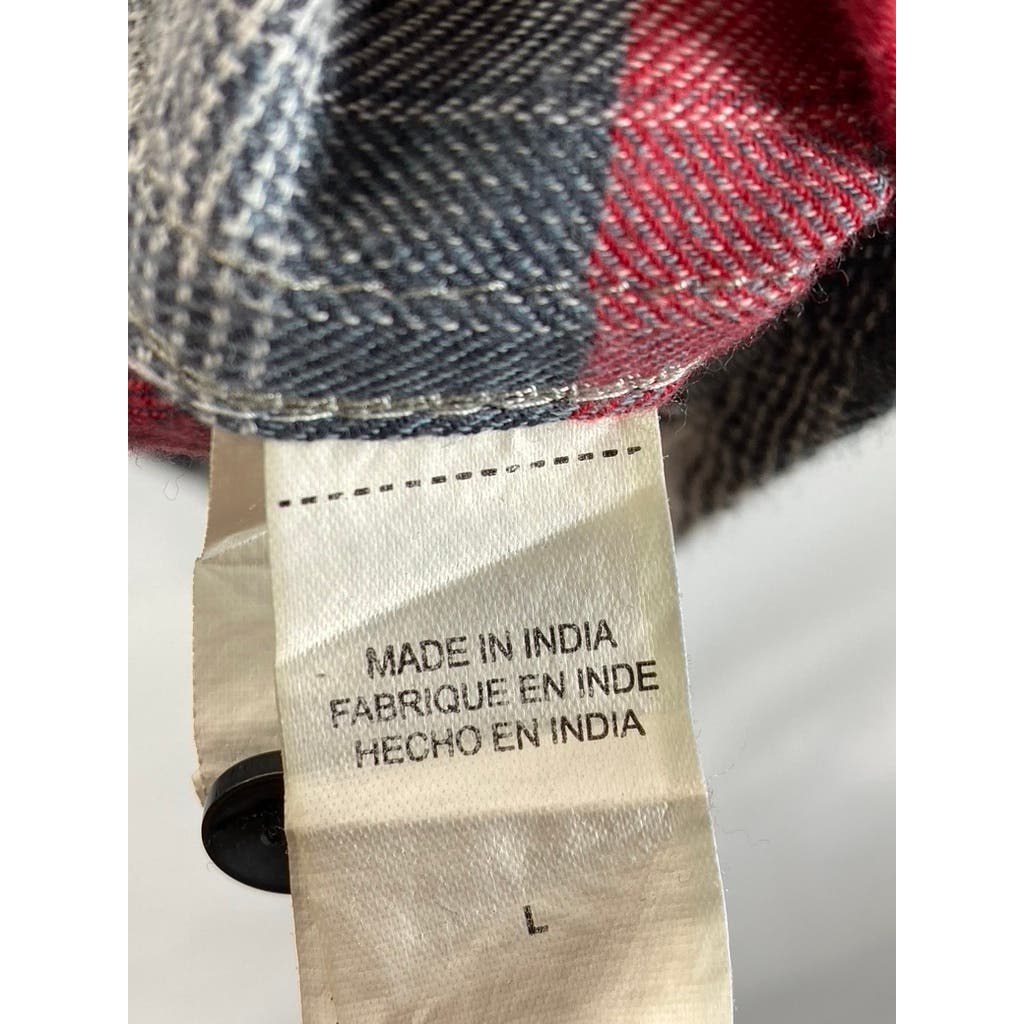 MADE IN INDIA
FABRIQUE EN INDE
HECHO EN INDIA
L